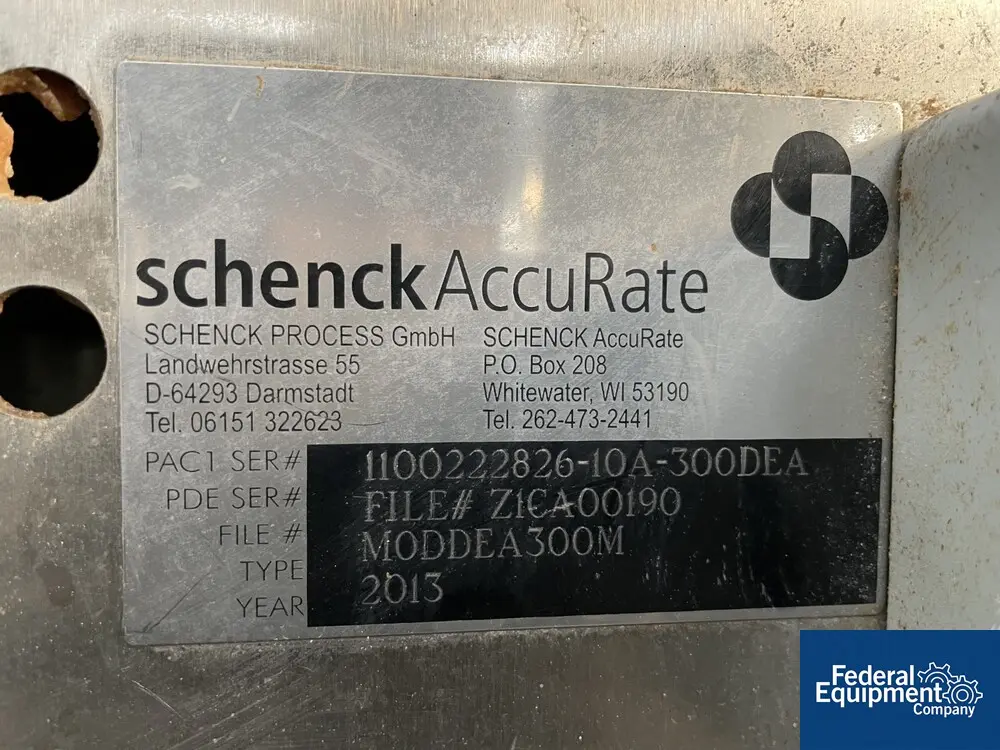 schenckAccuRate
SCHENCK PROCESS GmbH
Landwehrstrasse 55
D-64293 Darmstadt
Tel. 06151 322623
SCHENCK AccuRate
P.O. Box 208
Whitewater, WI 53190
Tel. 262-473-2441
PAC1 SER# 1100222826-10A-300DEA
PDE SER# FILE# Z1CA00190
FILE # MODDEA300M
TYPE 2013
YEAR
Federal
Equipment
Company